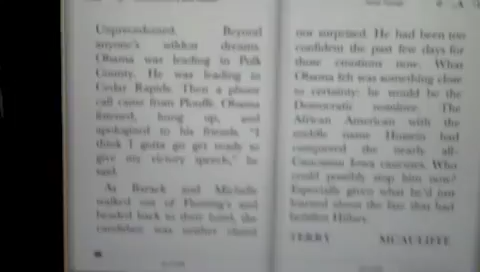 Unprecedented. Beyond
anyone's wildest dreams.
Obama was leading in Polk
County. He was leading in
Cedar Rapids. Then a phone
call came from Plouffe. Obama
listened, hung up, and
apologized to his friends. "I
think I gotta go get ready to
give my victory speech," he
said.
As Barack and Michelle
walked out of Fleming's and
headed back to their hotel, the
candidate was neither elated
nor surprised. He had been too
confident the past few days for
those emotions now. What
Obama felt was something close
to certainty: he would be the
Democratic nominee. The
African American with the
middle name Hussein had
conquered the nearly all-
Caucasian Iowa caucuses. Who
could possibly stop him now?
Especially given what he'd just
learned about the line that had
Hillary.
TERRY MCAULIFFE